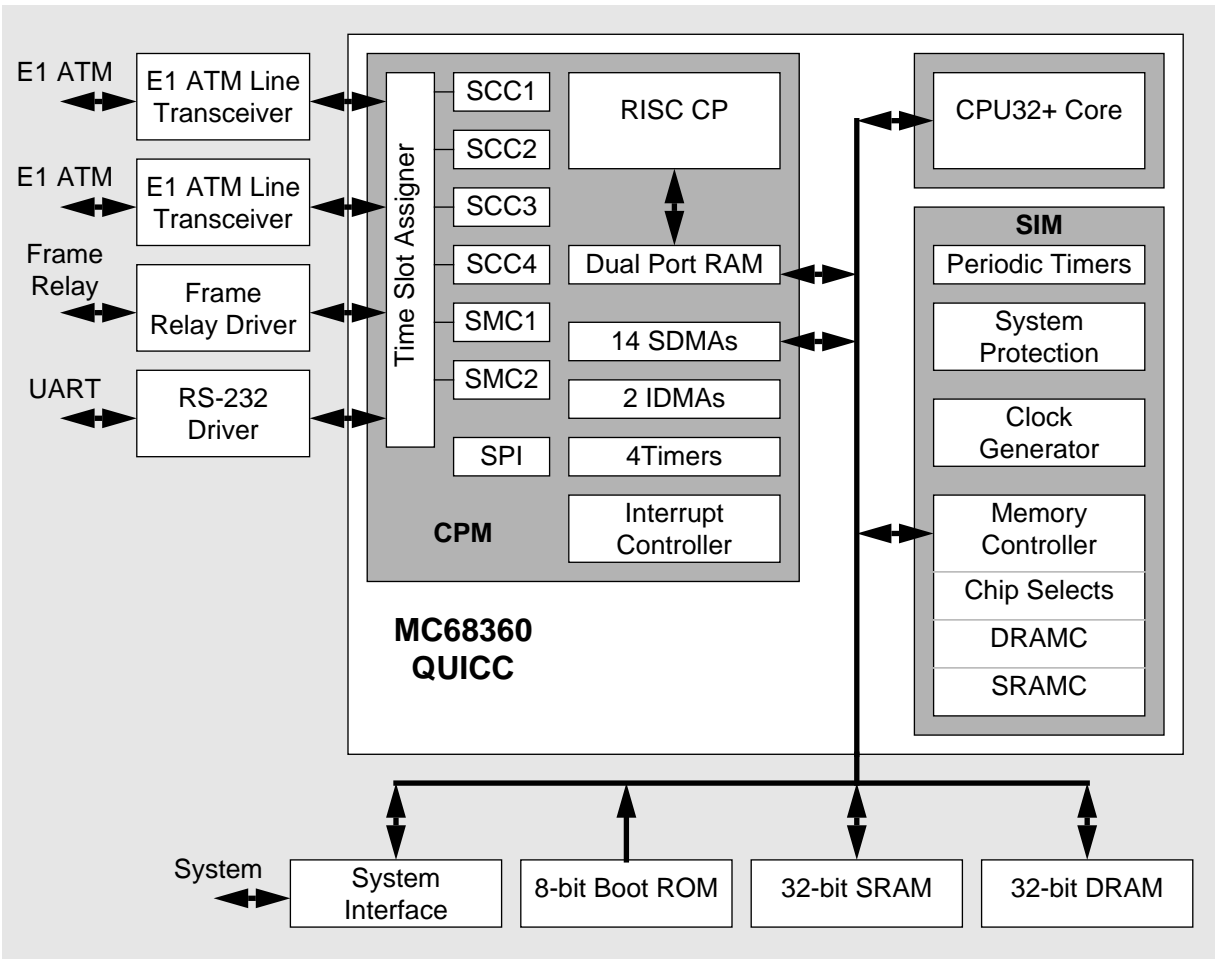 E1 ATM
E1 ATM Line
Transceiver
E1 ATM
E1 ATM Line
Transceiver
Frame
Relay
Frame
Relay Driver
UART
RS-232
Driver
Time Slot Assigner
SCC1
SCC2
SCC3
SCC4
SMC1
SMC2
SPI
CPM
RISC CP
Dual Port RAM
14 SDMAs
2 IDMAs
4Timers
Interrupt
Controller
MC68360
QUICC
CPU32+ Core
SIM
Periodic Timers
System
Protection
Clock
Generator
Memory
Controller
Chip Selects
DRAMC
SRAMC
System
System
Interface
8-bit Boot ROM
32-bit SRAM
32-bit DRAM